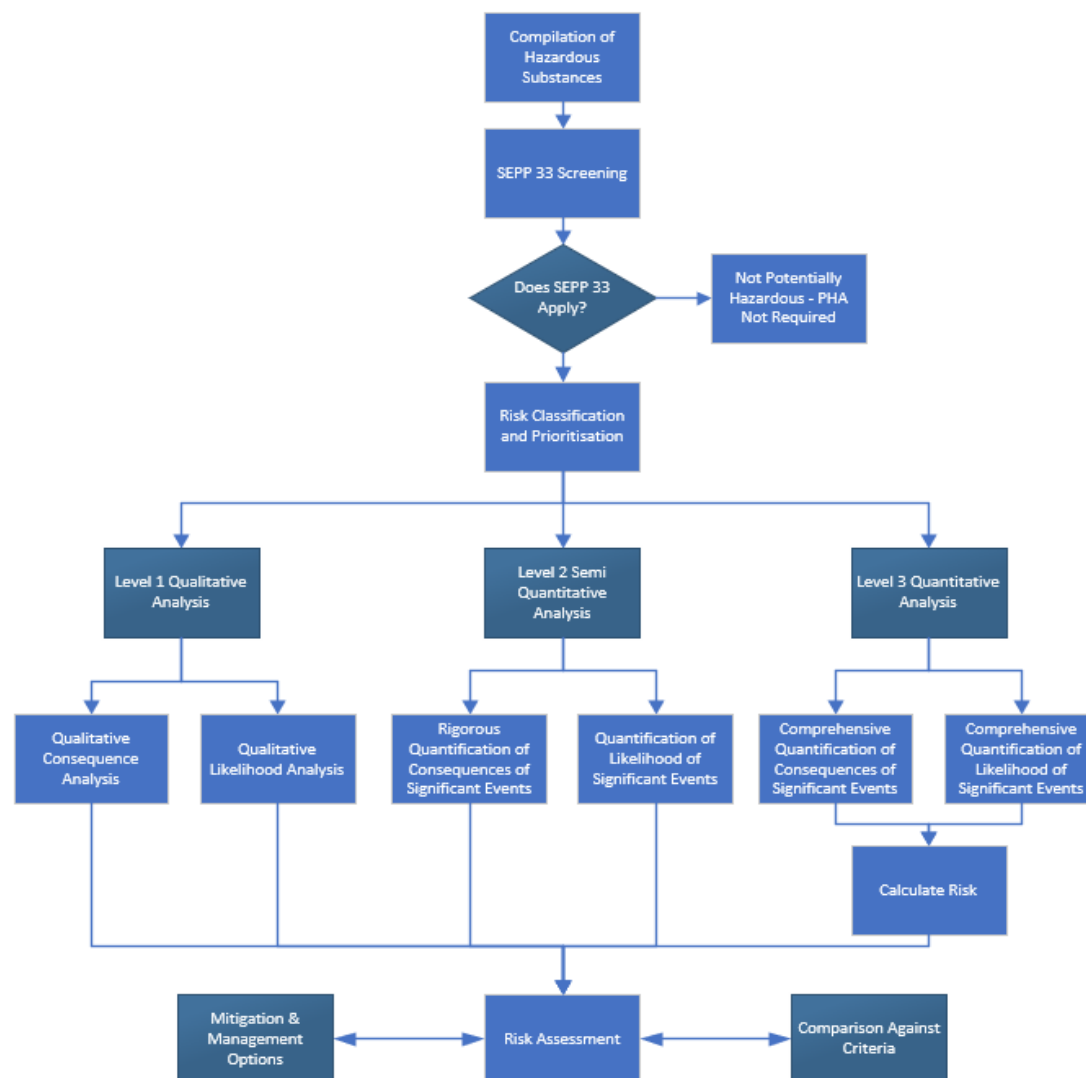 Compilation of
Hazardous
Substances
SEPP 33 Screening
Does SEPP 33
Apply?
Not Potentially
Hazardous - PHA
Not Required
Risk Classification
and Prioritisation
Level 1 Qualitative
Analysis
Level 2 Semi
Quantitative
Analysis
Level 3 Quantitative
Analysis
Qualitative
Consequence
Analysis
Qualitative
Likelihood Analysis
Rigorous
Quantification of
Consequences of
Significant Events
Quantification of
Likelihood of
Significant Events
Comprehensive
Quantification of
Consequences of
Significant Events
Comprehensive
Quantification of
Likelihood of
Significant Events
Calculate Risk
Mitigation &
Management
Options
Risk Assessment
Comparison Against
Criteria